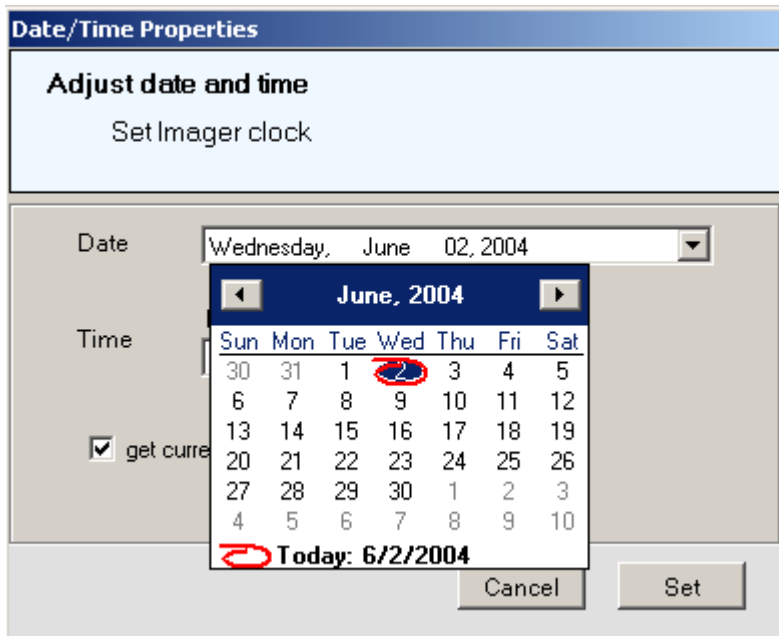 Date/Time Properties
Adjust date and time
Set Imager clock
Date
Wednesday, June 02, 2004
June, 2004
Time
Sun Mon Tue Wed Thu Fri Sat
30 31 1 2 3 4 5
6 7 8 9 10 11 12
13 14 15 16 17 18 19
get
20 21 22 23 24 25 26
27 28 29 30 1 2 3
4 5 6 7 8 9 10
Today: 6/2/2004
Cancel Set